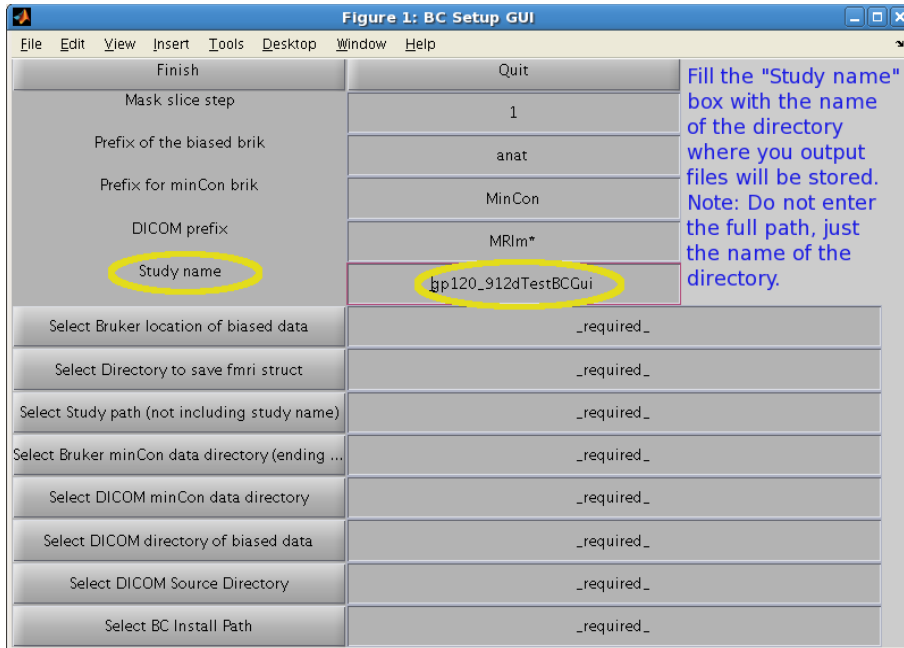 Figure 1: BC Setup GUI
File Edit View Insert Tools Desktop Window Help
Finish Quit
Mask slice step 1
Prefix of the biased brik anat
Prefix for minCon brik MinCon
DICOM prefix MRIm*
Study name gp120_912dTestBCGui
Fill the "Study name"
box with the name
of the directory
where you output
files will be stored.
Note: Do not enter
the full path, just
the name of the
directory.
Select Bruker location of biased data _required_
Select Directory to save fmri struct _required_
Select Study path (not including study name) _required_
Select Bruker minCon data directory (ending ... _required_
Select DICOM minCon data directory _required_
Select DICOM directory of biased data _required_
Select DICOM Source Directory _required_
Select BC Install Path _required_